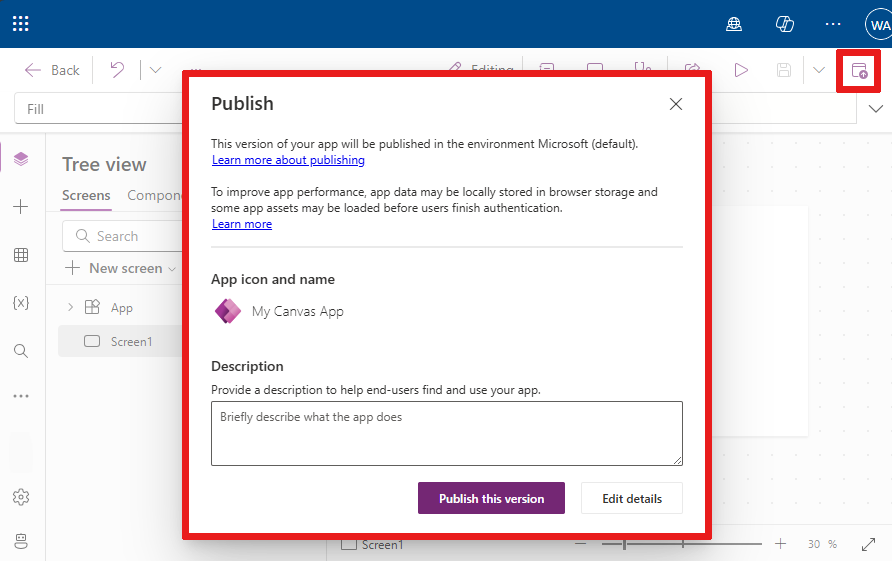 WA
Back
Editing
Fill
Publish
This version of your app will be published in the environment Microsoft (default).
Learn more about publishing
To improve app performance, app data may be locally stored in browser storage and
some app assets may be loaded before users finish authentication.
Learn more
App icon and name
My Canvas App
Description
Provide a description to help end-users find and use your app.
Briefly describe what the app does
Publish this version
Edit details
Tree view
Screens Compon
Search
New screen
App
Screen1
{x}
Screen1
30 %